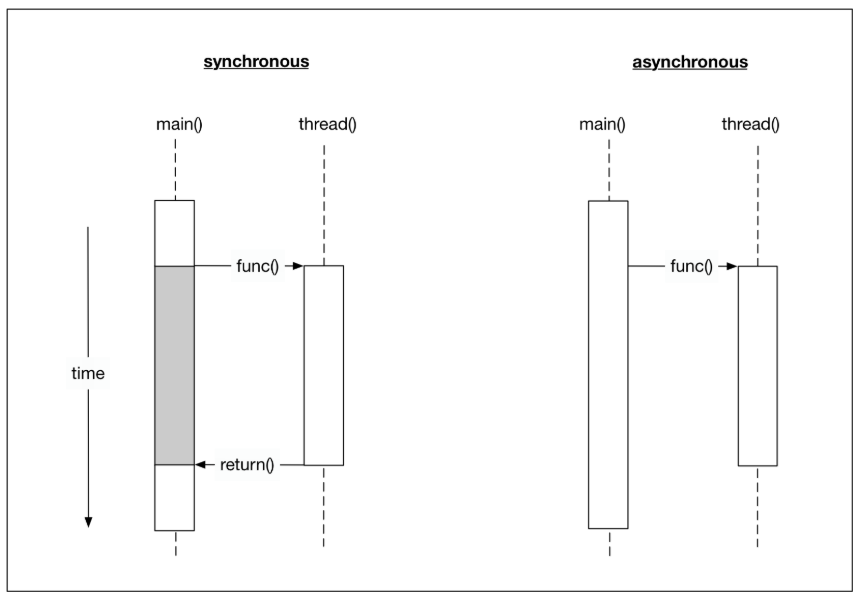 synchronous
asynchronous
main()
thread()
main()
thread()
func()
func()
time
return()